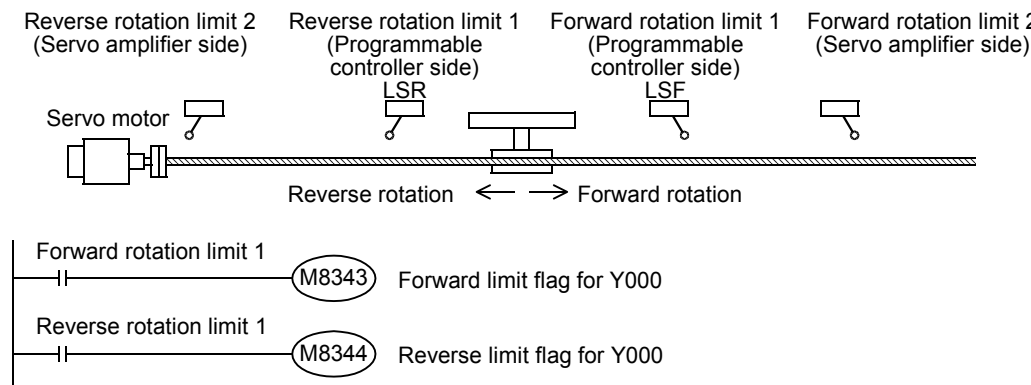 Reverse rotation limit 2
(Servo amplifier side)
Reverse rotation limit 1
(Programmable
controller side)
LSR
Forward rotation limit 1
(Programmable
controller side)
LSF
Forward rotation limit 2
(Servo amplifier side)
Servo motor
Reverse rotation
Forward rotation
Forward rotation limit 1
M8343
Forward limit flag for Y000
Reverse rotation limit 1
M8344
Reverse limit flag for Y000